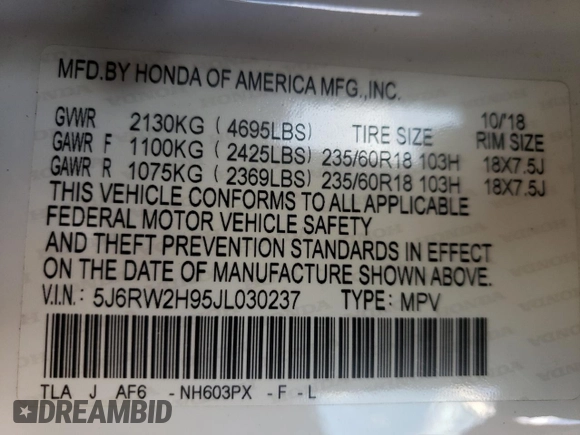 MFD.BY HONDA OF AMERICA MFG.,INC.
10/'18
GVWR 2130KG (4695LBS) TIRE SIZE RIM SIZE
GAWR F 1100KG (2425LBS) 235/60R18 103H 18X7.5J
GAWR R 1075KG (2369LBS) 235/60R18 103H 18X7.5J
THIS VEHICLE CONFORMS TO ALL APPLICABLE
FEDERAL MOTOR VEHICLE SAFETY
AND THEFT PREVENTION STANDARDS IN EFFECT
ON THE DATE OF MANUFACTURE SHOWN ABOVE.
V.I.N.: 5J6RW2H95JL030237 TYPE: MPV
TLA J AF6 -NH603PX -F -L
DREAMBID